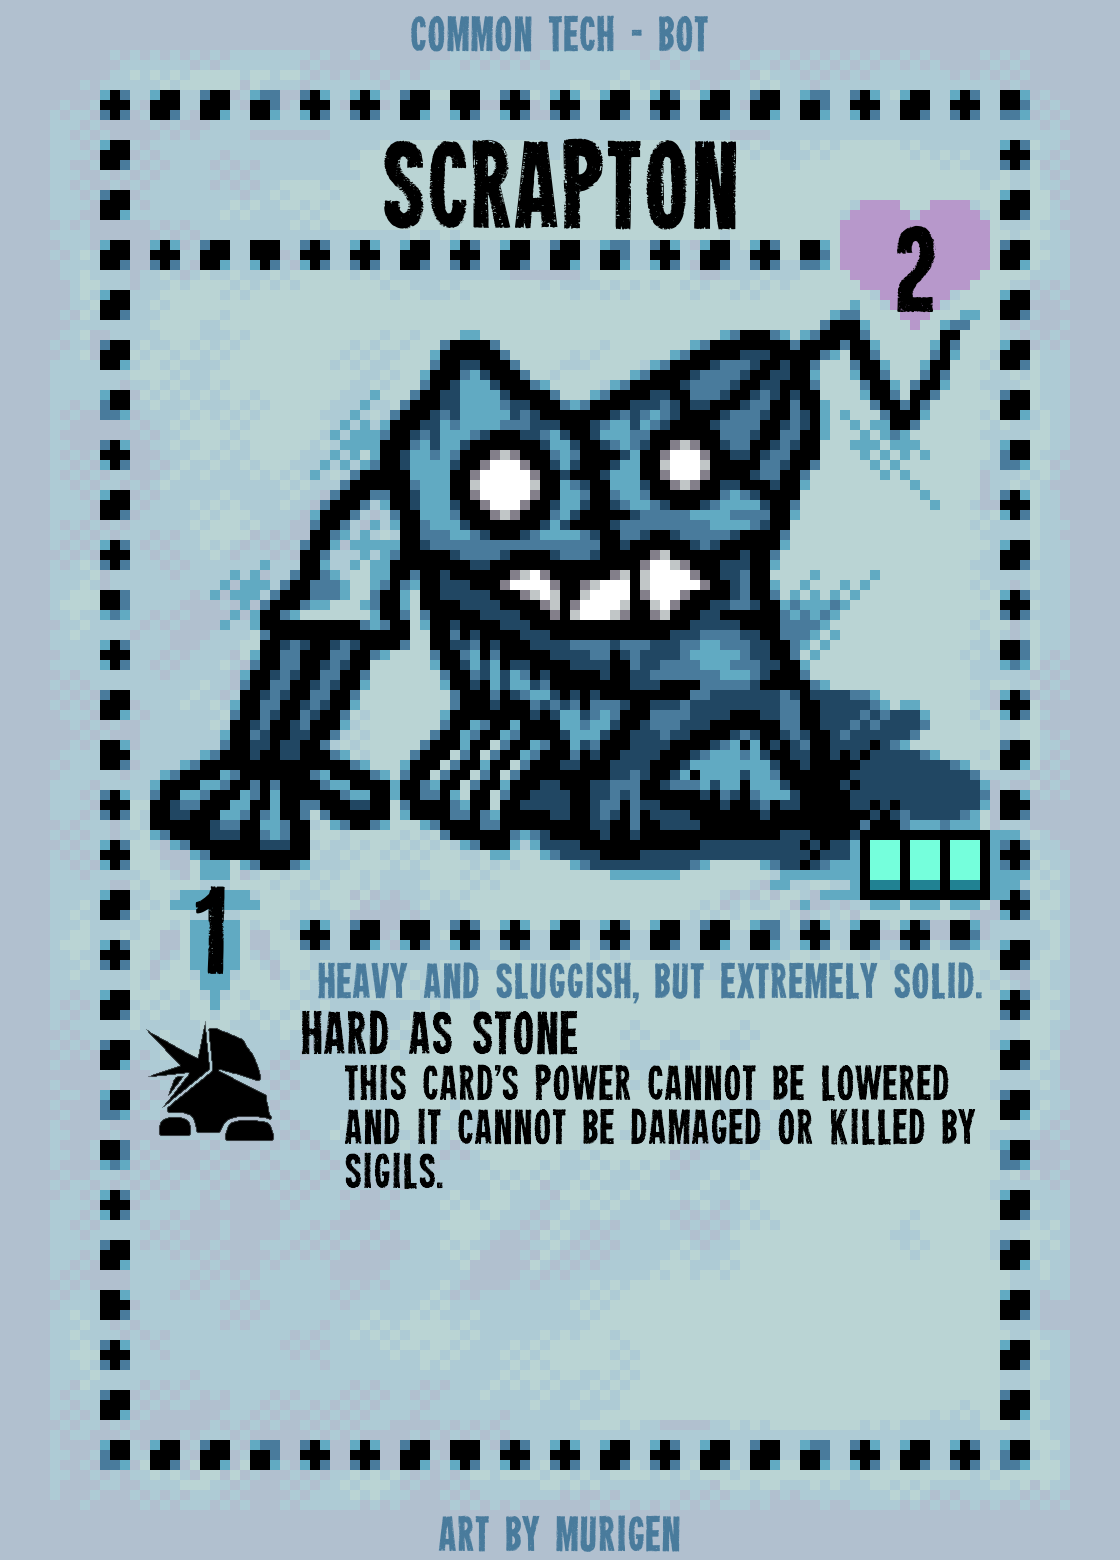 COMMON TECH - BOT
SCRAPTON
2
1
HEAVY AND SLUGGISH, BUT EXTREMELY SOLID.
HARD AS STONE
THIS CARD'S POWER CANNOT BE LOWERED
AND IT CANNOT BE DAMAGED OR KILLED BY
SIGILS.
ART BY MURIGEN